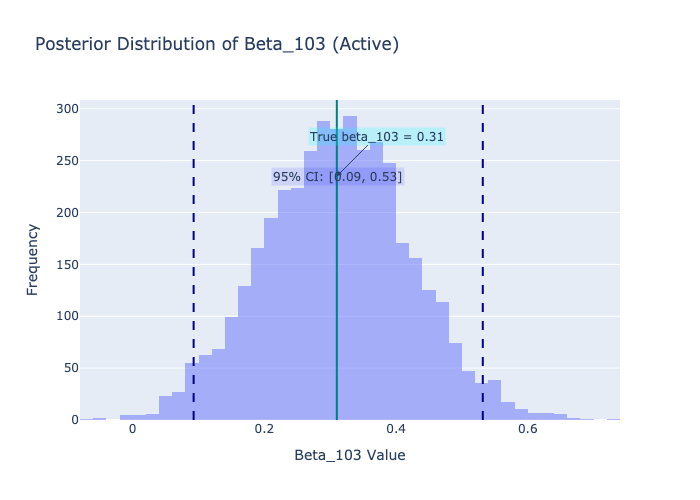 Posterior Distribution of Beta_103 (Active)
300
True beta_103 = 0.31
250
95% CI: [0.09, 0.53]
200
Frequency
150
100
50
0
0
0.2
0.4
0.6
Beta_103 Value